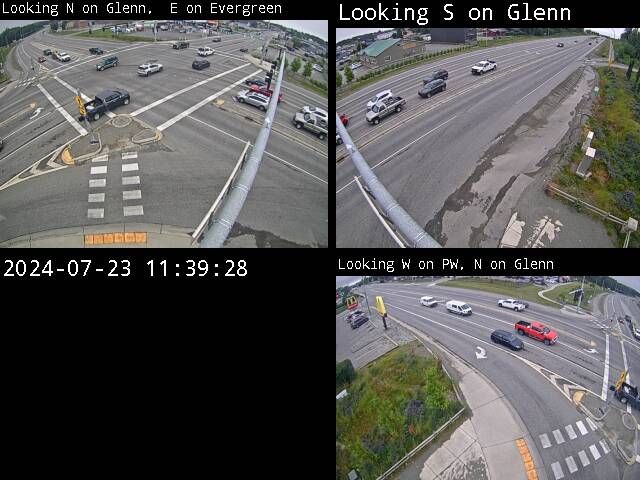 Looking N on Glenn,  E on Evergreen
Looking S on Glenn
2024-07-23 11:39:28
Looking W on PW, N on Glenn